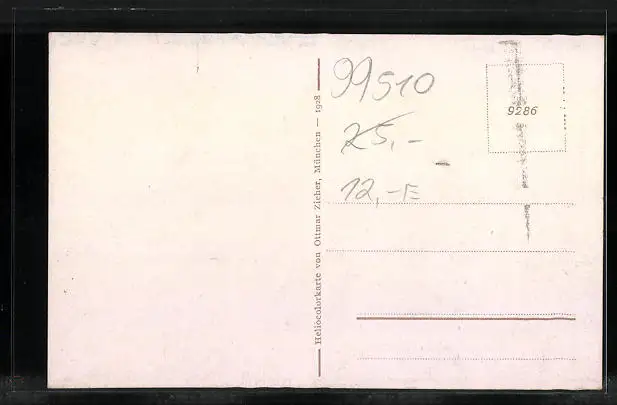 Heliocolorkarte von Ottmar Zieher, München — 1928
99510
25,-
12,-E
9286